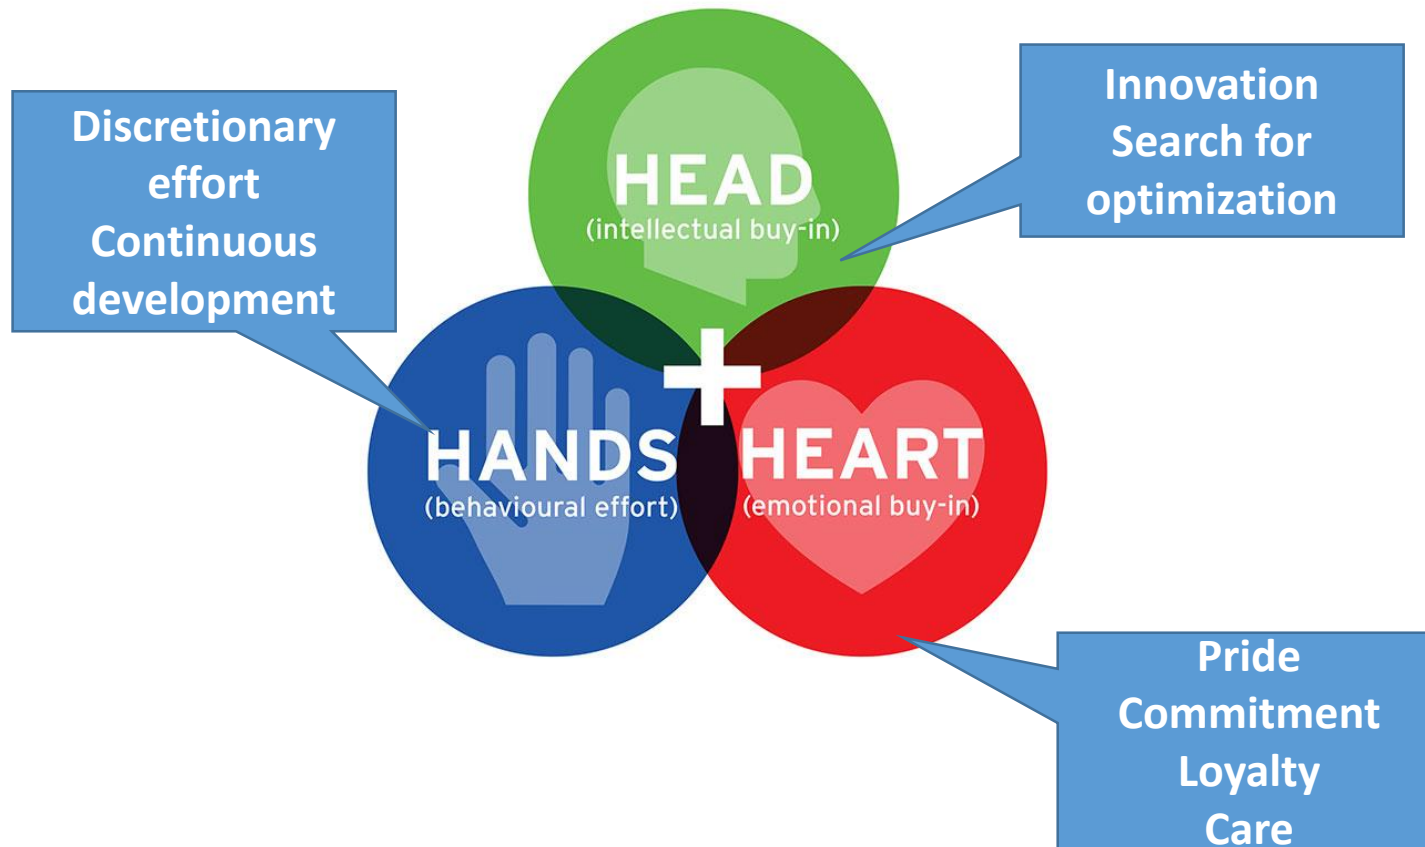 Discretionary
effort
Continuous
development
HEAD
(intellectual buy-in)
Innovation
Search for
optimization
HANDS
(behavioural effort)
HEART
(emotional buy-in)
Pride
Commitment
Loyalty
Care